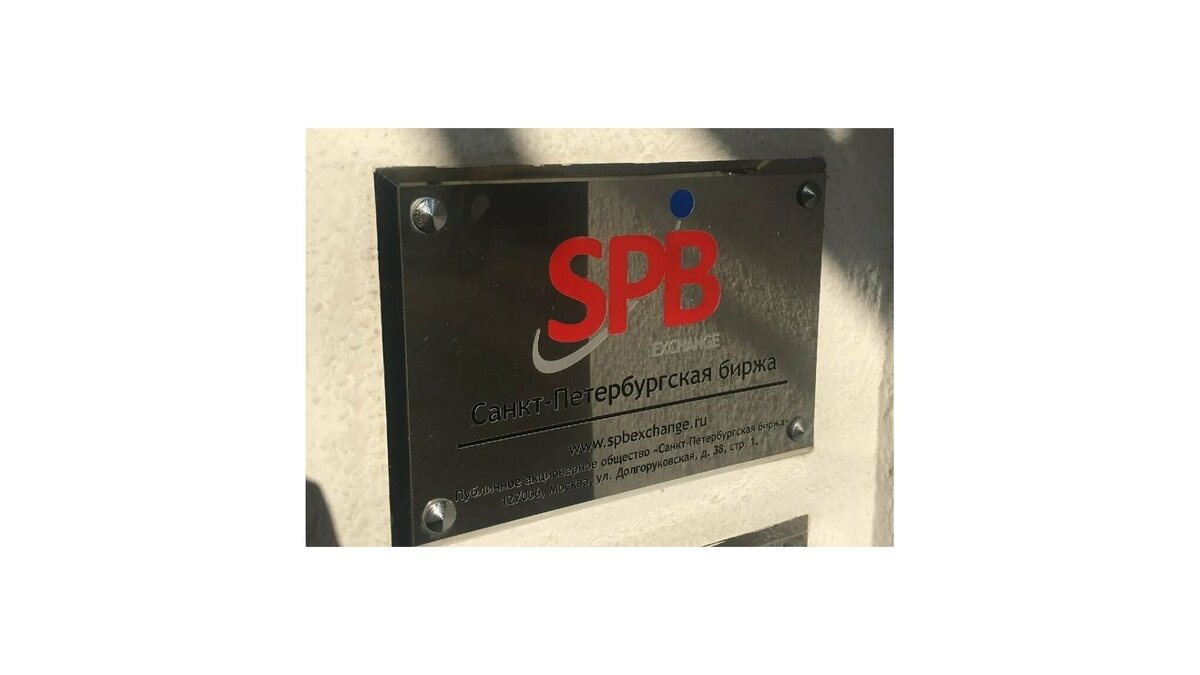 SPB
EXCHANGE
Санкт-Петербургская биржа
www.spbexchange.ru
Публичное акционерное общество «Санкт-Петербургская биржа»
127006, Москва, ул. Долгоруковская, д. 38, стр. 1.